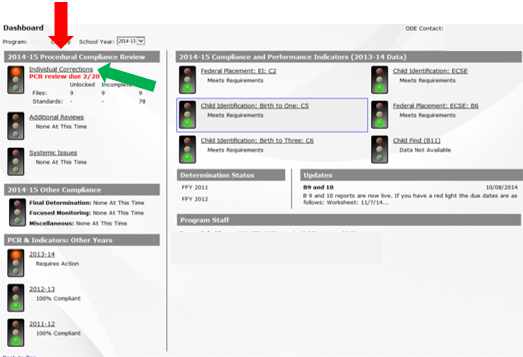 Dashboard
ODE Contact:
Program:
School Year: 2014-15
2014-15 Procedural Compliance Review
Individual Corrections
PCR review due 2/20
Unlocked Incomplete
Files: 9 9 9
Standards: - - 78
Additional Reviews
None At This Time
Systemic Issues
None At This Time
2014-15 Other Compliance
Final Determination: None At This Time
Focused Monitoring: None At This Time
Miscellaneous: None At This Time
PCR & Indicators: Other Years
2013-14
Requires Action
2012-13
100% Compliant
2011-12
100% Compliant
2014-15 Compliance and Performance Indicators (2013-14 Data)
Federal Placement: EI: C2
Meets Requirements
Child Identification: ECSE
Meets Requirements
Child Identification: Birth to One: C5
Meets Requirements
Federal Placement: ECSE: B6
Meets Requirements
Child Identification: Birth to Three: C6
Meets Requirements
Child Find (B11)
Data Not Available
Determination Status
FFY 2011
FFY 2012
Updates
B9 and 10 10/08/2014
B 9 and 10 reports are now live. If you have a red light the due dates are as
follows: Worksheet: 11/7/14...
Program Staff